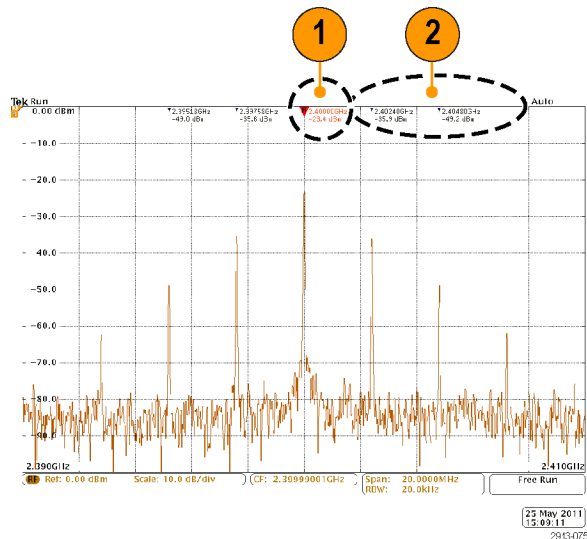 1
2
Tek Run
Auto
0.00 dBm
2.39518GHz
-49.0 dBm
2.39758GHz
-35.6 dBm
2.40000GHz
-23.4 dBm
2.40240GHz
-35.9 dBm
2.40480GHz
-49.2 dBm
-10.0
-20.0
-30.0
-40.0
-50.0
-60.0
-70.0
-80.0
-90.0
2.390GHz
2.410GHz
RF Ref: 0.00 dBm Scale: 10.0 dB/div
CF: 2.39999001GHz
Span: 20.0000MHz
RBW: 20.0kHz
Free Run
25 May 2011
15:09:11
2913-075